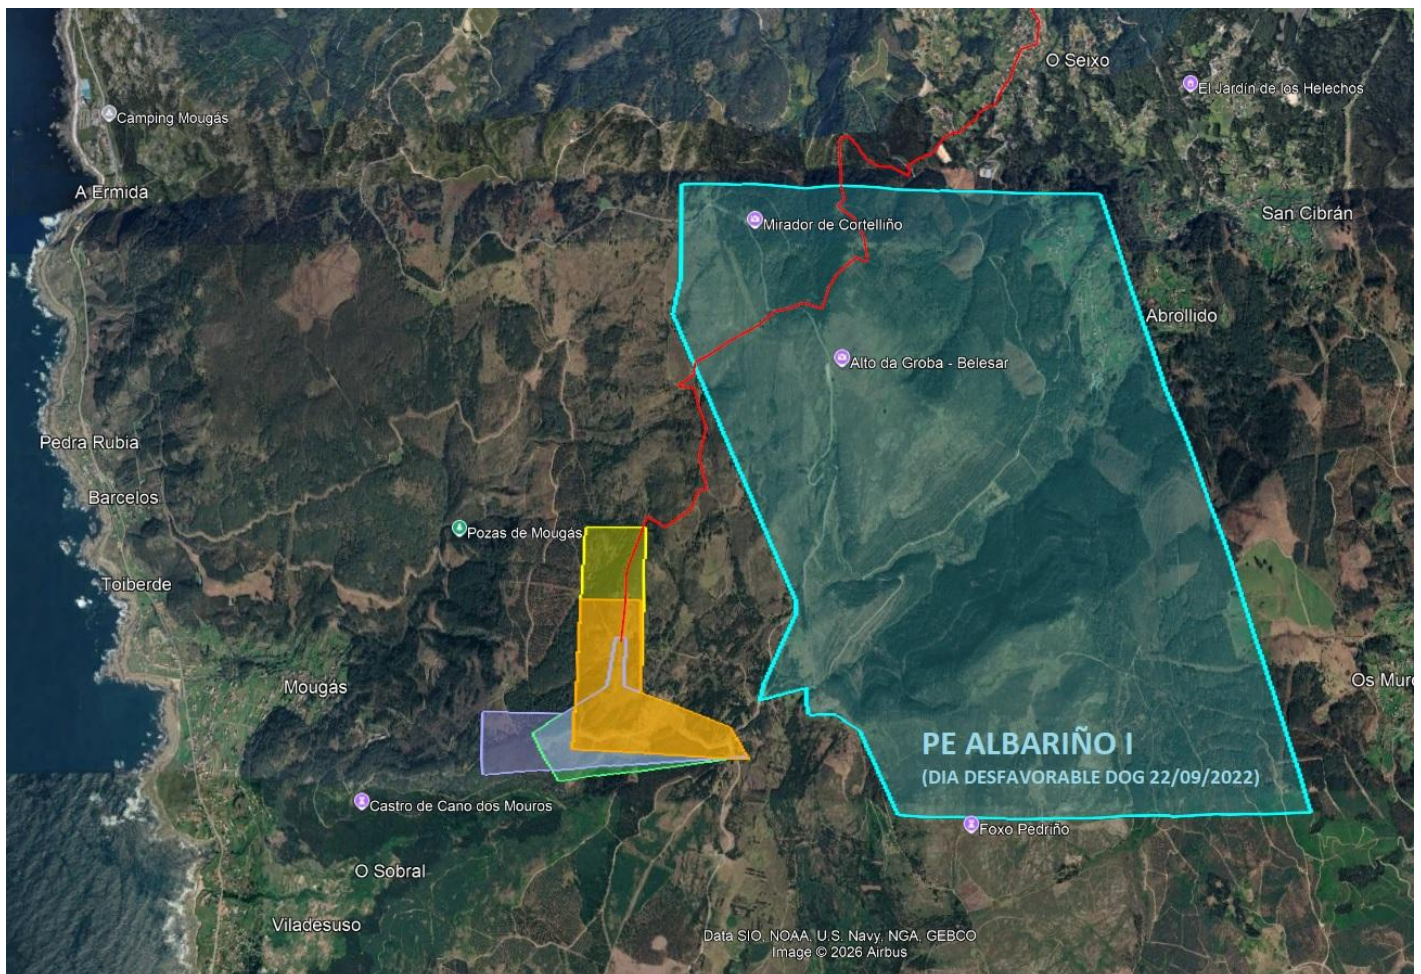 O Seixo
El Jardín de los Helechos
Camping Mougás
A Ermida
San Cibrán
Mirador de Cortelliño
Abrollido
Alto da Groba - Belesar
Pedra Rubia
Barcelos
Pozas de Mougás
Toiberde
Mougás
Os Mure
PE ALBARIÑO I
(DIA DESFAVORABLE DOG 22/09/2022)
Castro de Cano dos Mouros
Foxo Pedriño
O Sobral
Viladesuso
Data SIO, NOAA, U.S. Navy, NGA, GEBCO
Image © 2026 Airbus